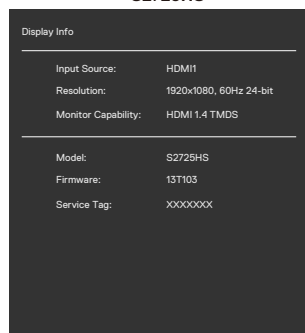 Display Info
Input Source: HDMI1
Resolution: 1920x1080, 60Hz 24-bit
Monitor Capability: HDMI 1.4 TMDS
Model: S2725HS
Firmware: 13T103
Service Tag: XXXXXXX